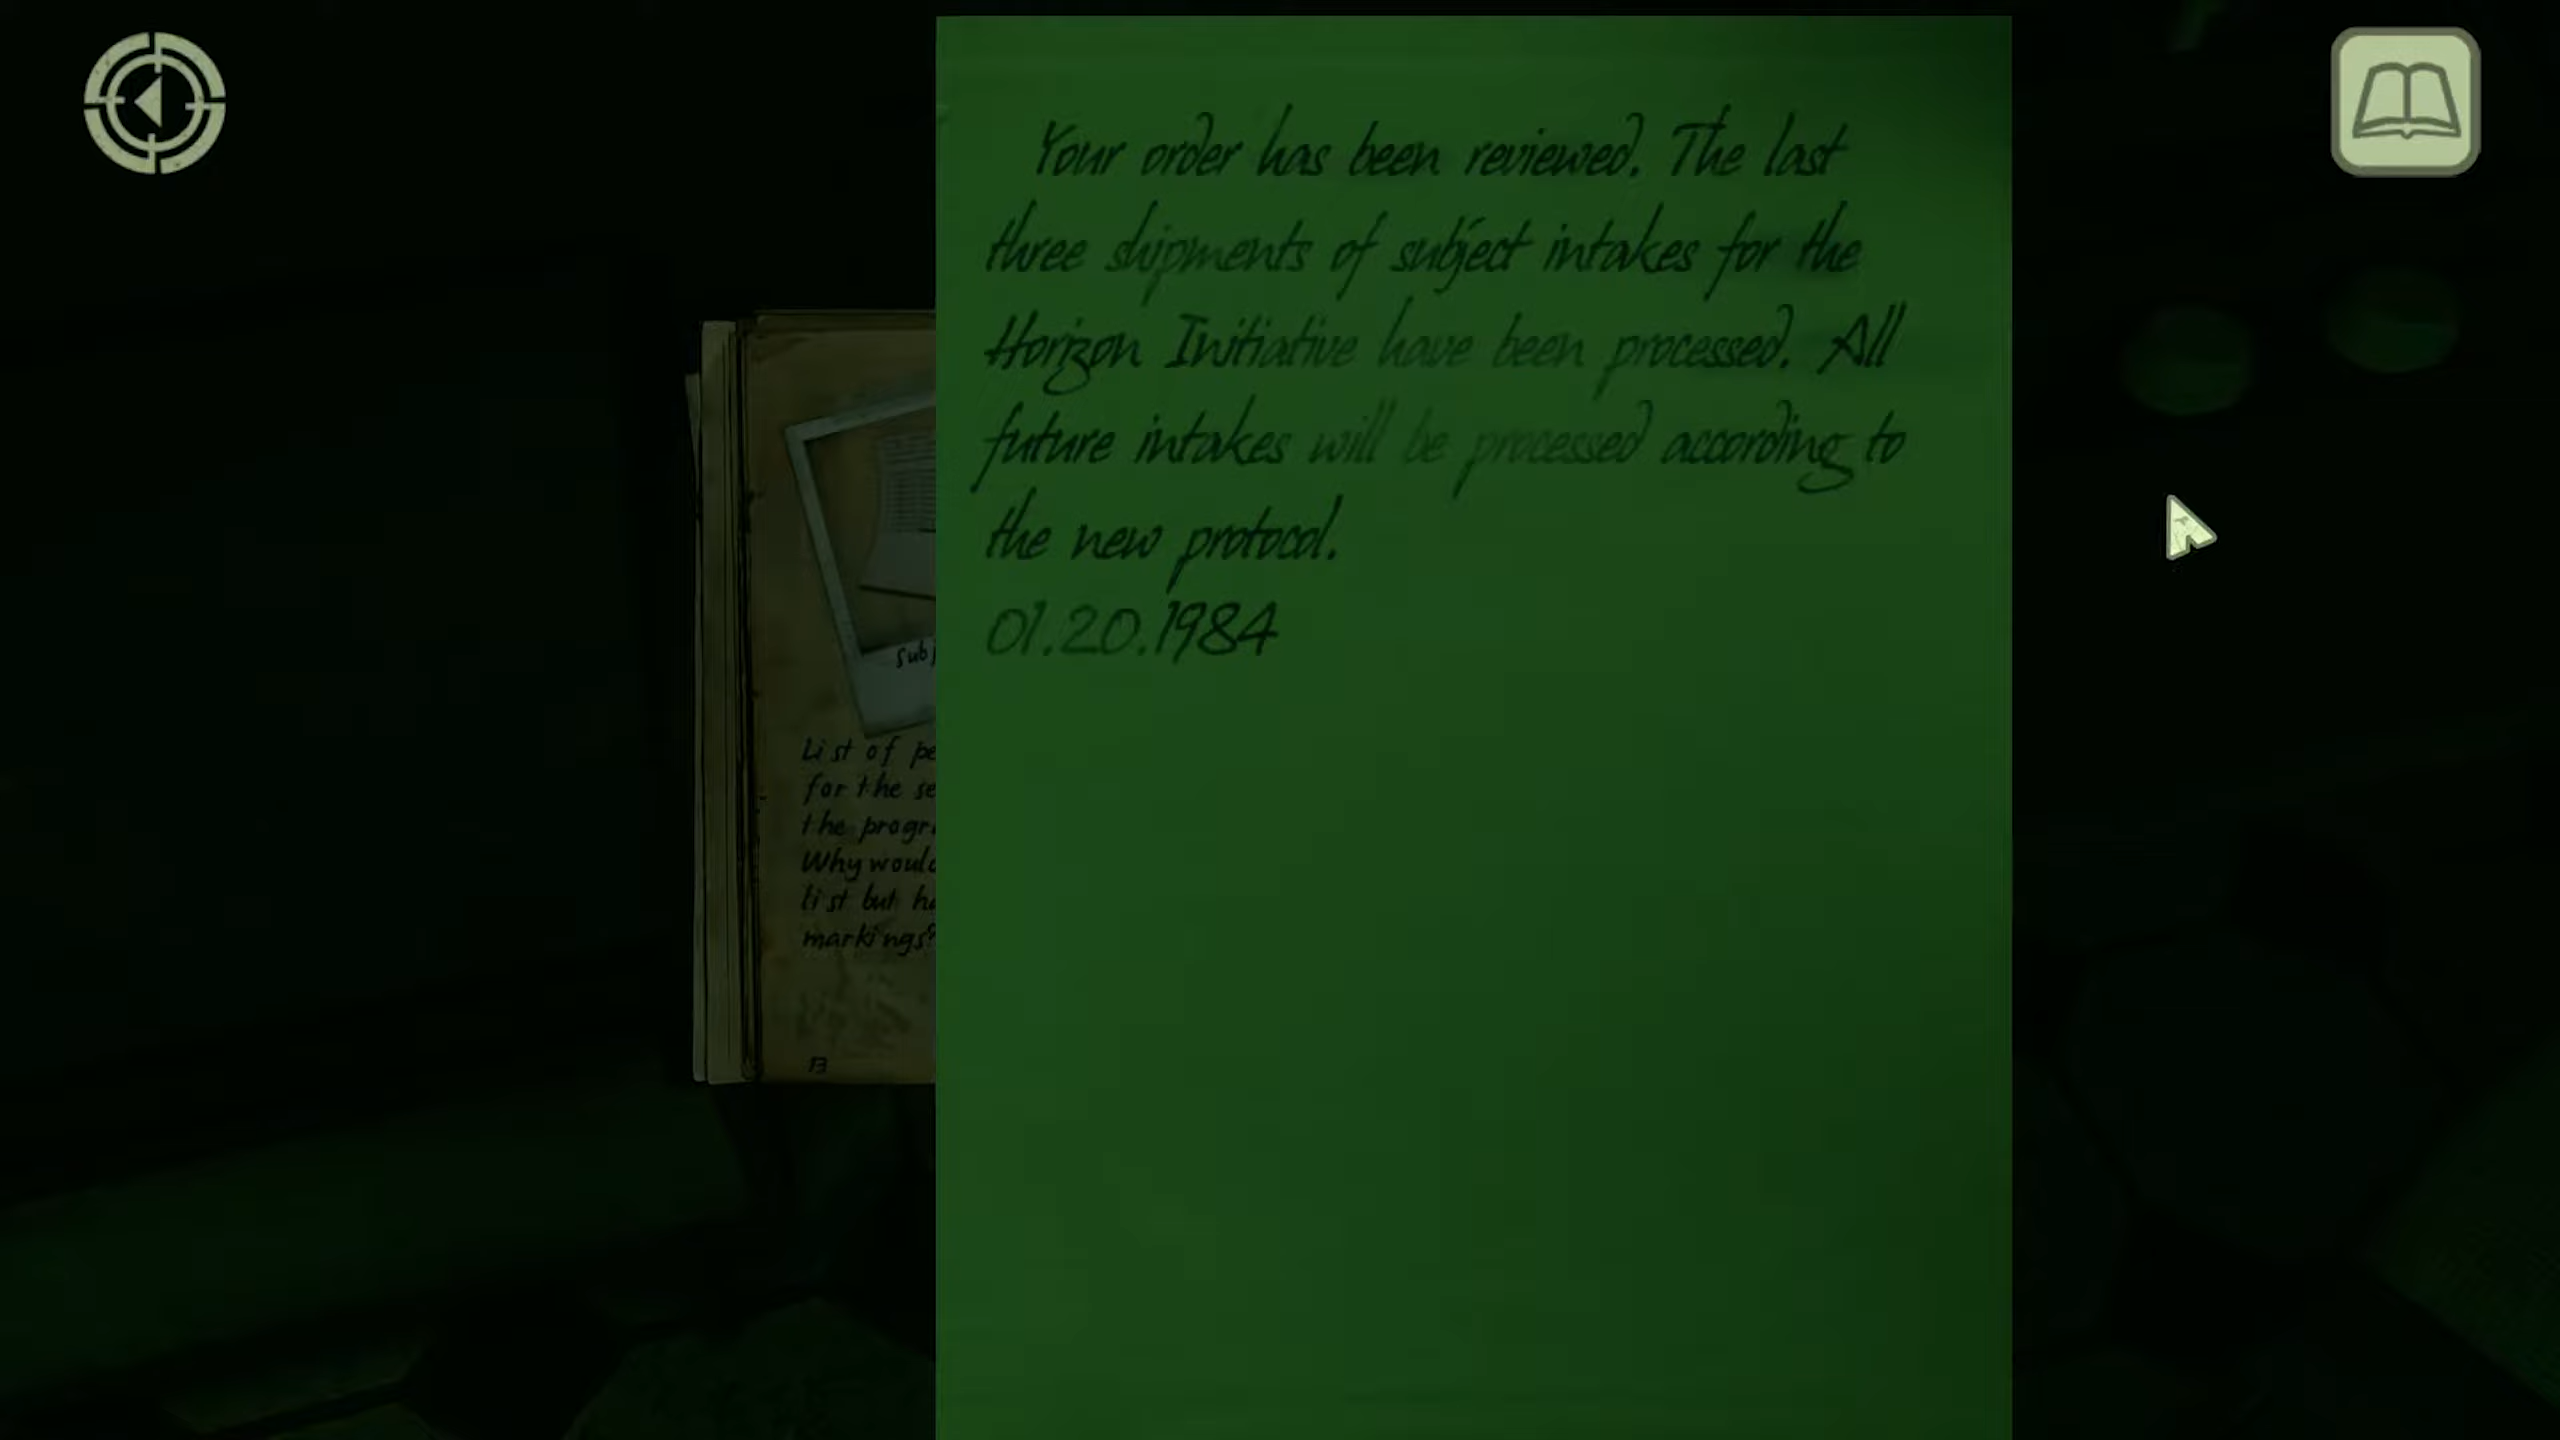 Your order has been reviewed. The last
three shipments of subject intakes for the
Horizon Initiative have been processed. All
future intakes will be processed according to
the new protocol.
01.20.1984
Subj
List of pe
for the se
the progr
Why would
list but ha
markings?
13